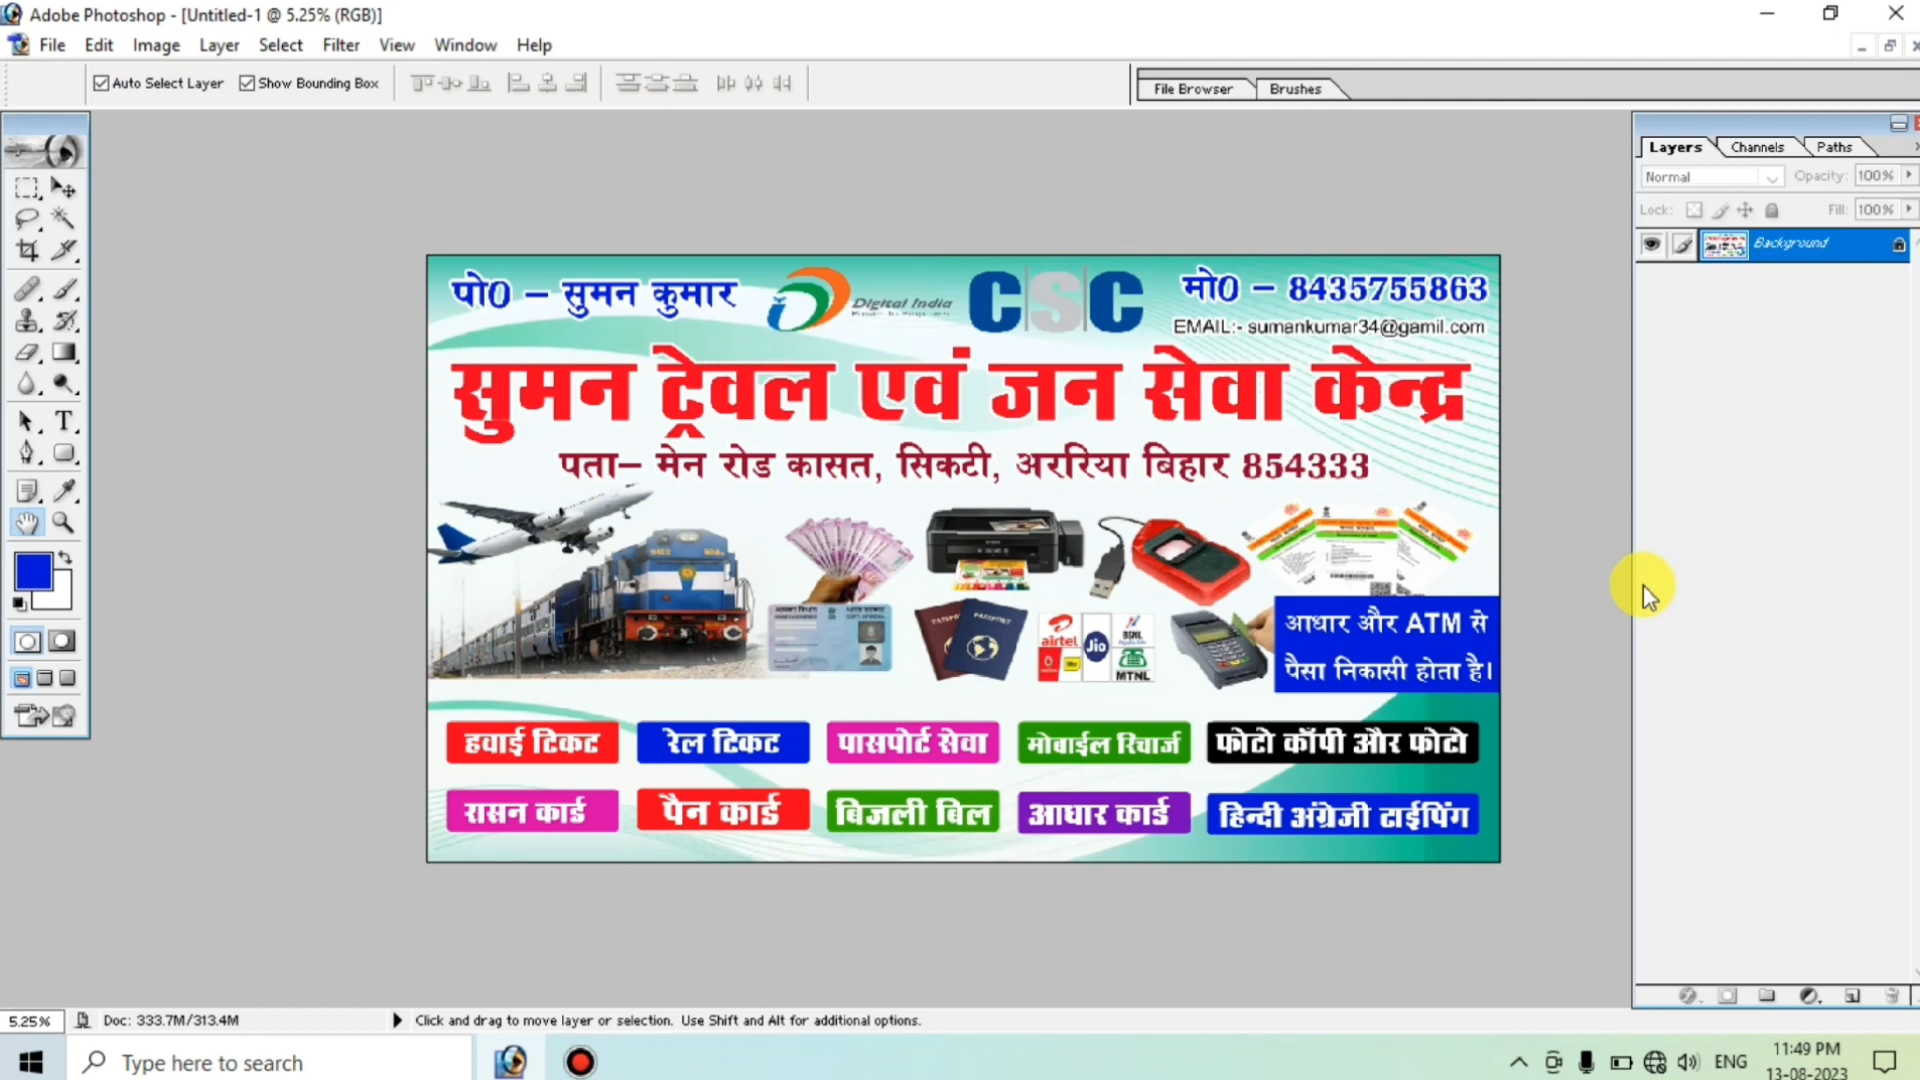 Adobe Photoshop - [Untitled-1 @ 5.25% (RGB)]
File Edit Image Layer Select Filter View Window Help
Auto Select Layer Show Bounding Box
File Browser Brushes
Layers Channels Paths
Normal Opacity: 100%
Lock: Fill: 100%
Background
पो0 – सुमन कुमार
Digital India
CSC
मो0 – 8435755863
EMAIL:- sumankumar34@gamil.com
सुमन ट्रेवल एवं जन सेवा केन्द्र
पता– मेन रोड कासत, सिकटी, अररिया बिहार 854333
PASSPORT
airtel
Jio
BSNL
MTNL
आधार और ATM से
पैसा निकासी होता है।
हवाई टिकट रेल टिकट पासपोर्ट सेवा मोबाईल रिचार्ज फोटो कॉपी और फोटो
रासन कार्ड पैन कार्ड बिजली बिल आधार कार्ड हिन्दी अंग्रेजी टाईपिंग
5.25% Doc: 333.7M/313.4M Click and drag to move layer or selection. Use Shift and Alt for additional options.
Type here to search
ENG
11:49 PM
13-08-2023